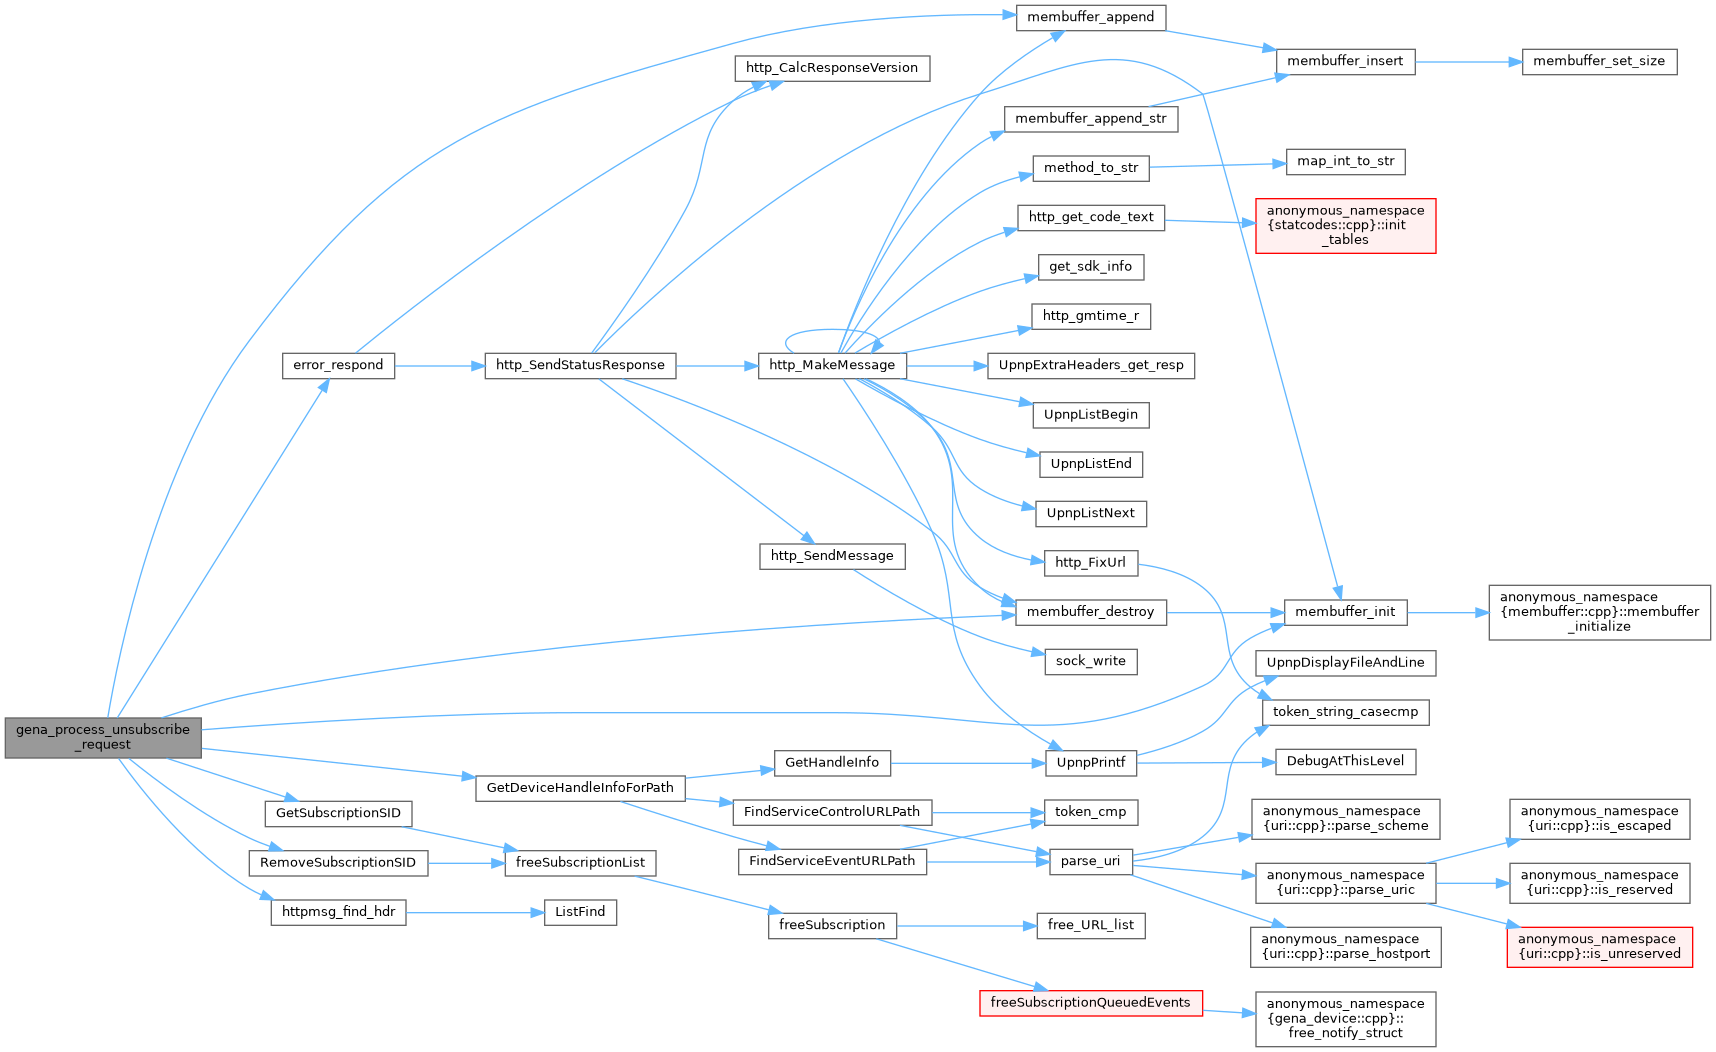 membuffer_append
membuffer_insert
membuffer_set_size
http_CalcResponseVersion
membuffer_append_str
method_to_str
map_int_to_str
http_get_code_text
anonymous_namespace
{statcodes::cpp}::init
_tables
get_sdk_info
http_gmtime_r
error_respond
http_SendStatusResponse
http_MakeMessage
UpnpExtraHeaders_get_resp
UpnpListBegin
UpnpListEnd
UpnpListNext
http_SendMessage
http_FixUrl
membuffer_destroy
membuffer_init
anonymous_namespace
{membuffer::cpp}::membuffer
_initialize
sock_write
UpnpDisplayFileAndLine
token_string_casecmp
gena_process_unsubscribe
_request
GetHandleInfo
UpnpPrintf
DebugAtThisLevel
GetDeviceHandleInfoForPath
GetSubscriptionSID
FindServiceControlURLPath
token_cmp
anonymous_namespace
{uri::cpp}::parse_scheme
anonymous_namespace
{uri::cpp}::is_escaped
RemoveSubscriptionSID
freeSubscriptionList
FindServiceEventURLPath
parse_uri
anonymous_namespace
{uri::cpp}::parse_uric
anonymous_namespace
{uri::cpp}::is_reserved
httpmsg_find_hdr
ListFind
freeSubscription
free_URL_list
anonymous_namespace
{uri::cpp}::parse_hostport
anonymous_namespace
{uri::cpp}::is_unreserved
freeSubscriptionQueuedEvents
anonymous_namespace
{gena_device::cpp}::
free_notify_struct